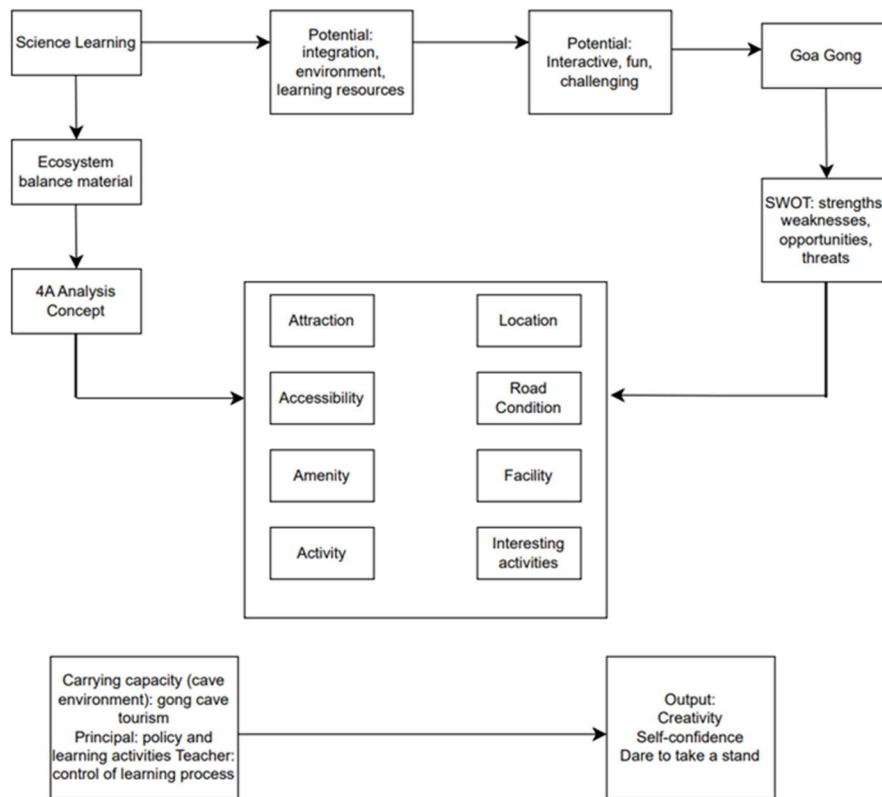 Science Learning
Potential:
integration,
environment,
learning resources
Potential:
Interactive, fun,
challenging
Goa Gong
Ecosystem
balance material
SWOT: strengths,
weaknesses,
opportunities,
threats
4A Analysis
Concept
Attraction
Location
Accessibility
Road
Condition
Amenity
Facility
Activity
Interesting
activities
Carrying capacity (cave
environment): gong cave
tourism
Principal: policy and
learning activities Teacher:
control of learning process
Output:
Creativity
Self-confidence
Dare to take a stand